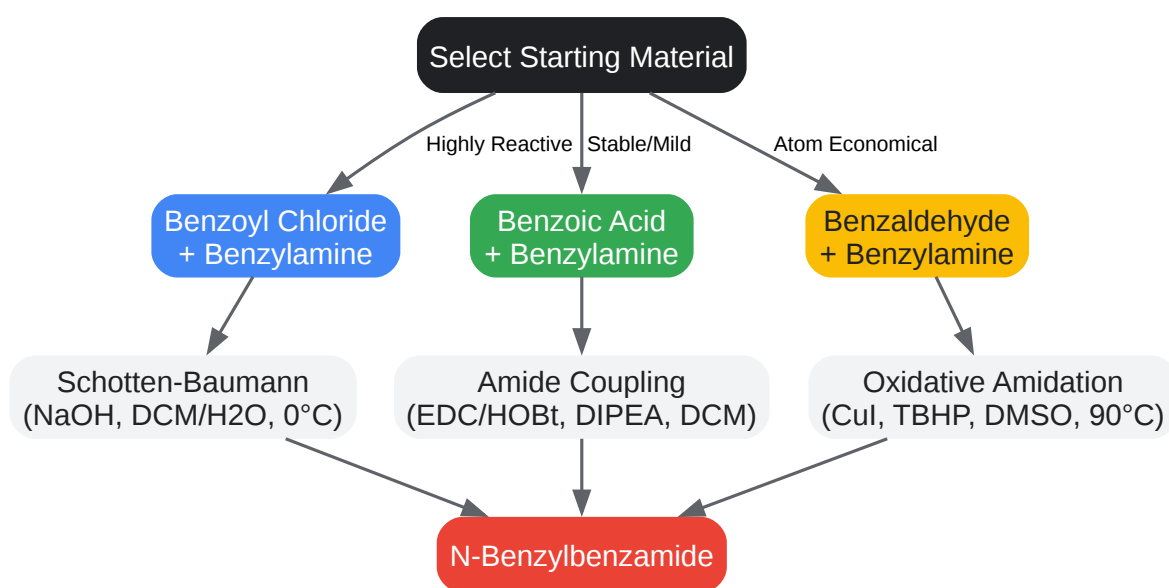 Select Starting Material
Highly Reactive
Stable/Mild
Atom Economical
Benzoyl Chloride
+ Benzylamine
Benzoic Acid
+ Benzylamine
Benzaldehyde
+ Benzylamine
Schotten-Baumann
(NaOH, DCM/H2O, 0°C)
Amide Coupling
(EDC/HOBt, DIPEA, DCM)
Oxidative Amidation
(CuI, TBHP, DMSO, 90°C)
N-Benzylbenzamide